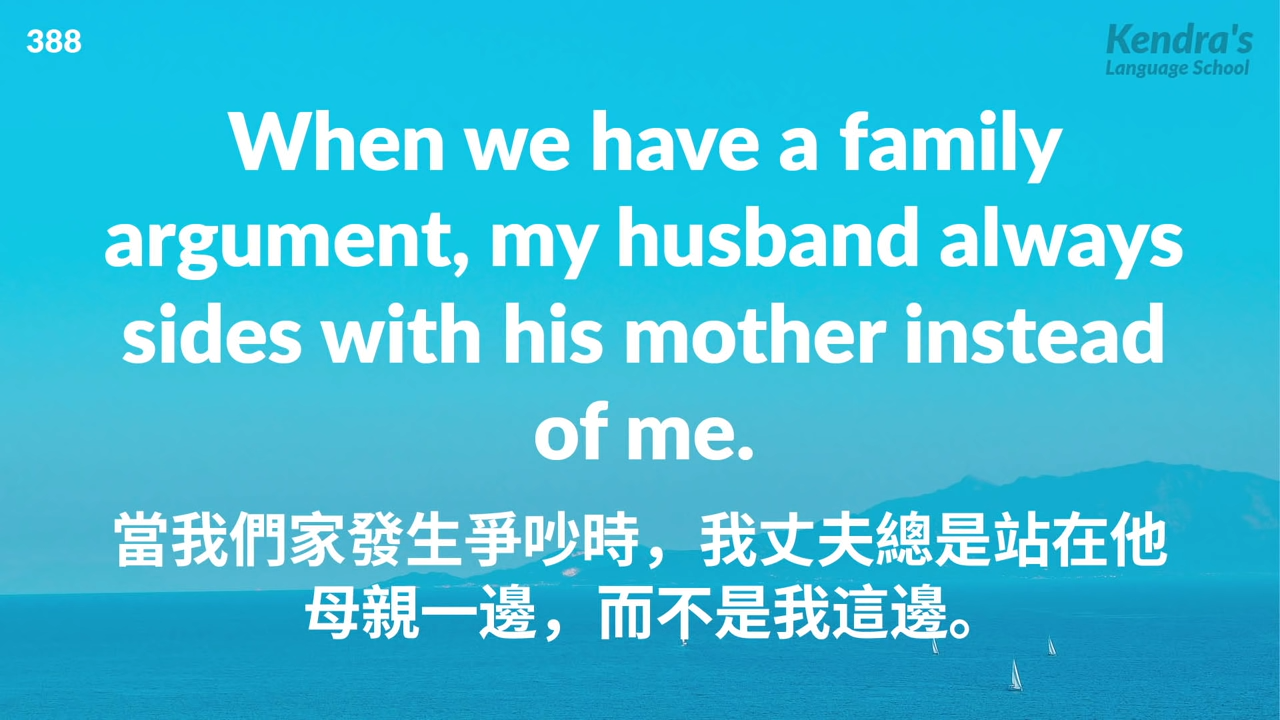 388
Kendra's
Language School
When we have a family
argument, my husband always
sides with his mother instead
of me.
當我們家發生爭吵時，我丈夫總是站在他
母親一邊，而不是我這邊。